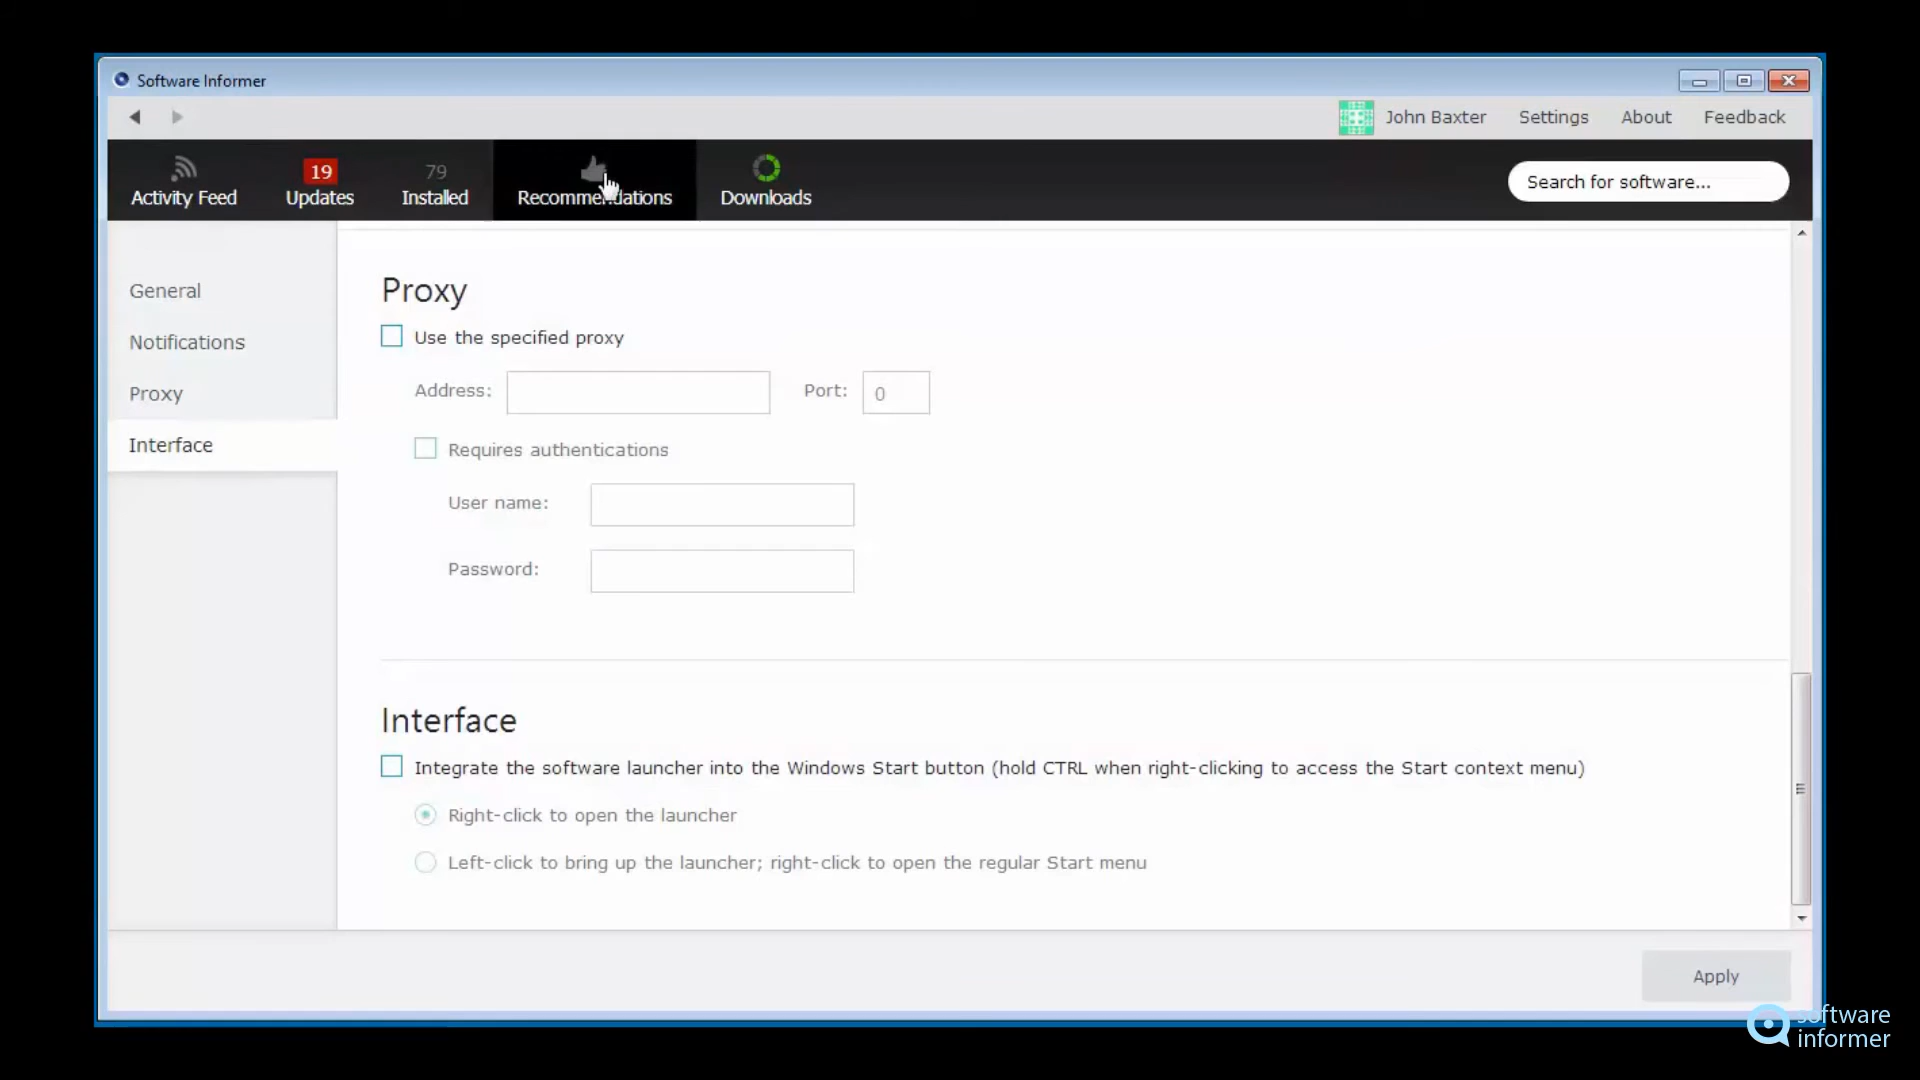 Software Informer
John Baxter Settings About Feedback
19 79
Activity Feed Updates Installed Recommendations Downloads
Search for software...
General
Notifications
Proxy
Interface
Proxy
Use the specified proxy
Address: Port: 0
Requires authentications
User name:
Password:
Interface
Integrate the software launcher into the Windows Start button (hold CTRL when right-clicking to access the Start context menu)
Right-click to open the launcher
Left-click to bring up the launcher; right-click to open the regular Start menu
Apply
software
informer